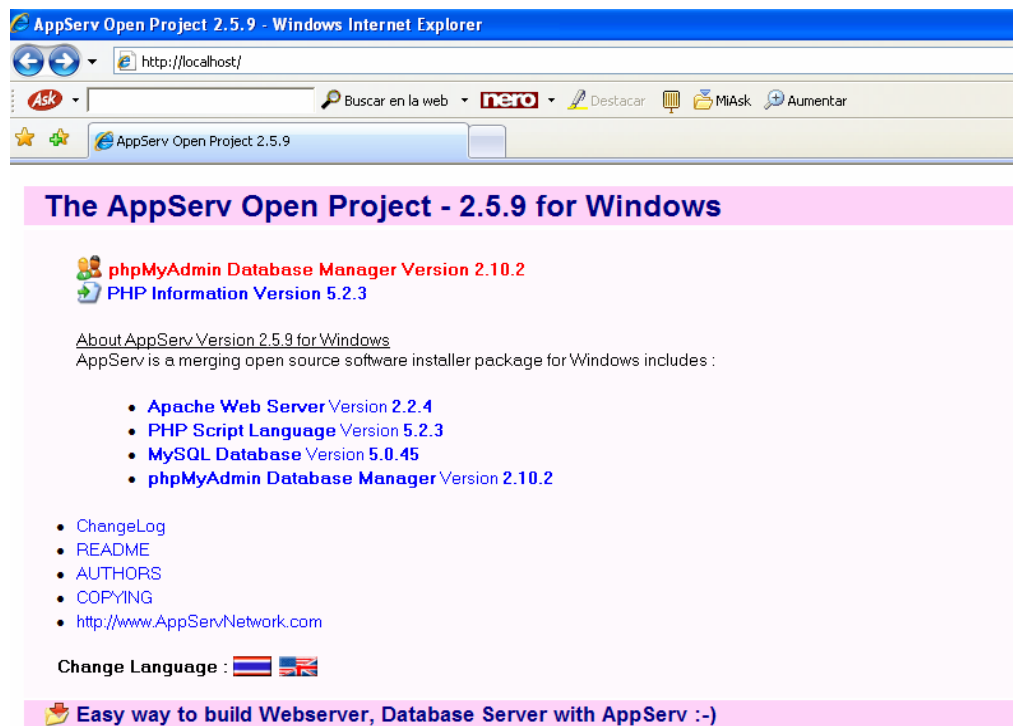 AppServ Open Project 2.5.9 - Windows Internet Explorer
http://localhost/
Ask Buscar en la web nero Destacar MiAsk Aumentar
AppServ Open Project 2.5.9
The AppServ Open Project - 2.5.9 for Windows
phpMyAdmin Database Manager Version 2.10.2
PHP Information Version 5.2.3
About AppServ Version 2.5.9 for Windows
AppServ is a merging open source software installer package for Windows includes :
• Apache Web Server Version 2.2.4
• PHP Script Language Version 5.2.3
• MySQL Database Version 5.0.45
• phpMyAdmin Database Manager Version 2.10.2
• ChangeLog
• README
• AUTHORS
• COPYING
• http://www.AppServNetwork.com
Change Language :
Easy way to build Webserver, Database Server with AppServ :-)